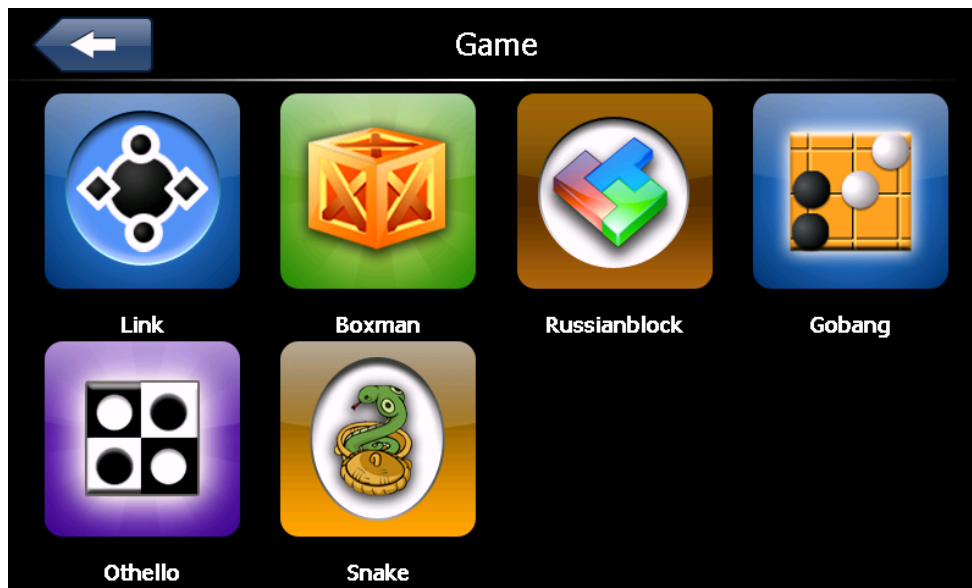 Game
Link
Boxman
Russianblock
Gobang
Othello
Snake